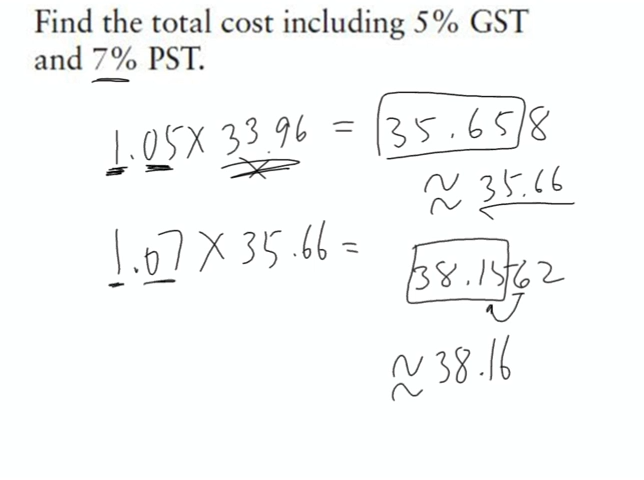 Find the total cost including 5% GST
and 7% PST.
1.05 × 33.96 = 35.658
≈ 35.66
1.07 × 35.66 = 38.1562
≈ 38.16